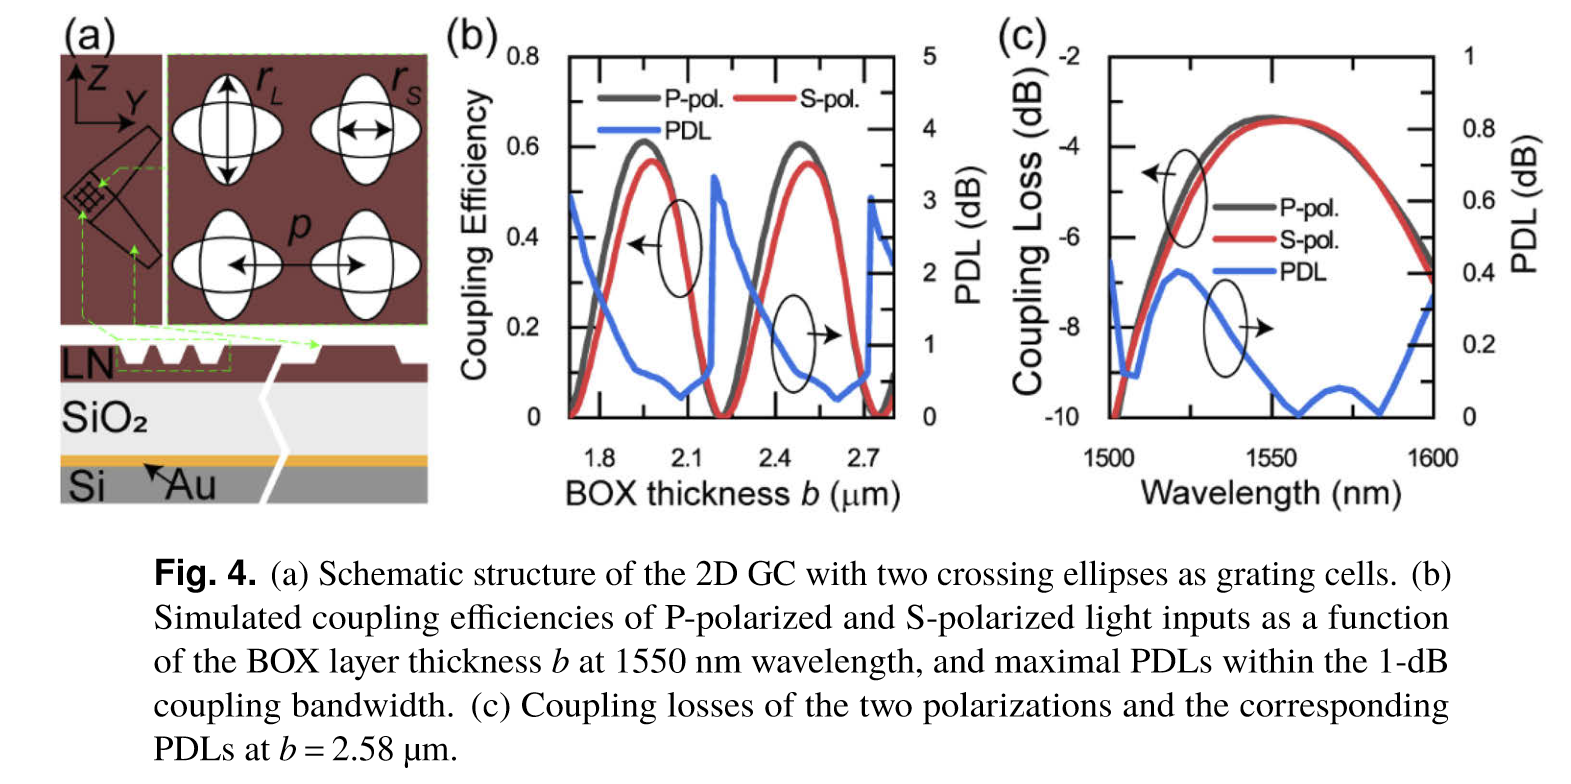 (a)
Z
Y
r_L
r_S
p
LN
SiO₂
Si
Au
(b)
Coupling Efficiency
0.8
0.6
0.4
0.2
0
P-pol.
S-pol.
PDL
5
4
3
2
1
0
PDL (dB)
1.8
2.1
2.4
2.7
BOX thickness b (μm)
(c)
Coupling Loss (dB)
-2
-4
-6
-8
-10
P-pol.
S-pol.
PDL
1
0.8
0.6
0.4
0.2
0
PDL (dB)
1500
1550
1600
Wavelength (nm)
Fig. 4. (a) Schematic structure of the 2D GC with two crossing ellipses as grating cells. (b)
Simulated coupling efficiencies of P-polarized and S-polarized light inputs as a function
of the BOX layer thickness b at 1550 nm wavelength, and maximal PDLs within the 1-dB
coupling bandwidth. (c) Coupling losses of the two polarizations and the corresponding
PDLs at b = 2.58 μm.